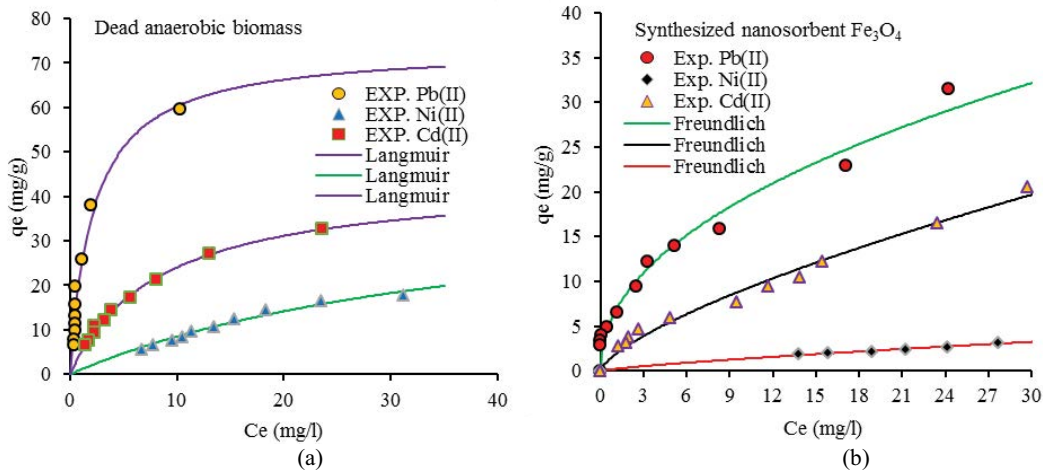 Dead anaerobic biomass
EXP. Pb(II)
EXP. Ni(II)
EXP. Cd(II)
Langmuir
Langmuir
Langmuir
qe (mg/g)
80
70
60
50
40
30
20
10
0
0 10 20 30 40
Ce (mg/l)
(a)
Synthesized nanosorbent Fe₃O₄
Exp. Pb(II)
Exp. Ni(II)
Exp. Cd(II)
Freundlich
Freundlich
Freundlich
qe (mg/g)
40
35
30
25
20
15
10
5
0
0 3 6 9 12 15 18 21 24 27 30
Ce (mg/l)
(b)